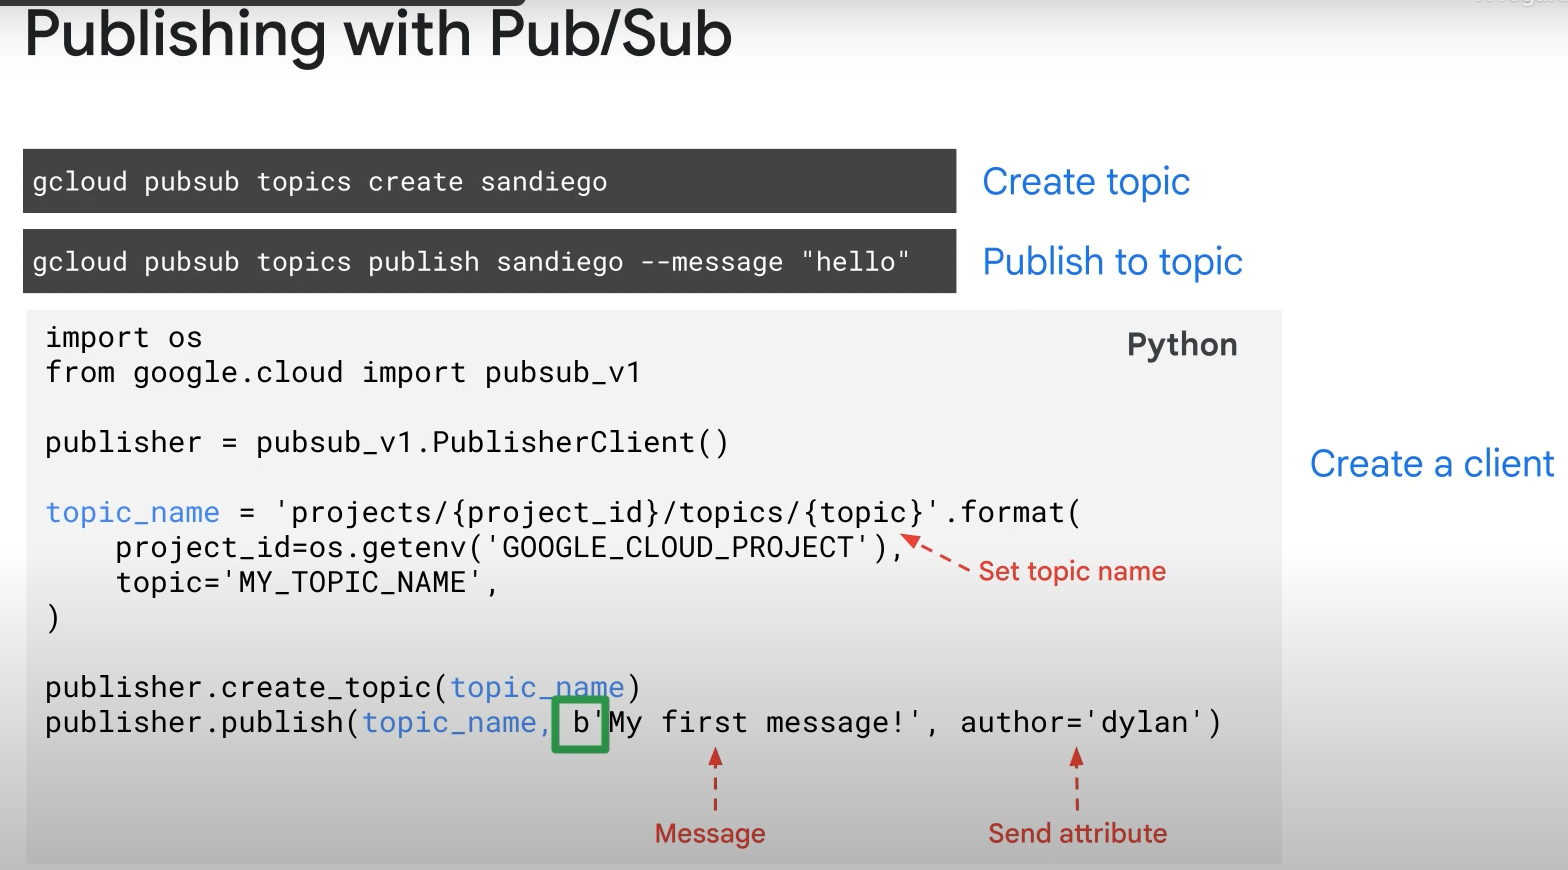 Publishing with Pub/Sub
gcloud pubsub topics create sandiego
Create topic
gcloud pubsub topics publish sandiego --message "hello"
Publish to topic
Python
import os
from google.cloud import pubsub_v1
publisher = pubsub_v1.PublisherClient()
Create a client
topic_name = 'projects/{project_id}/topics/{topic}'.format(
    project_id=os.getenv('GOOGLE_CLOUD_PROJECT'),
    topic='MY_TOPIC_NAME',
)
Set topic name
publisher.create_topic(topic_name)
publisher.publish(topic_name, b'My first message!', author='dylan')
Message
Send attribute